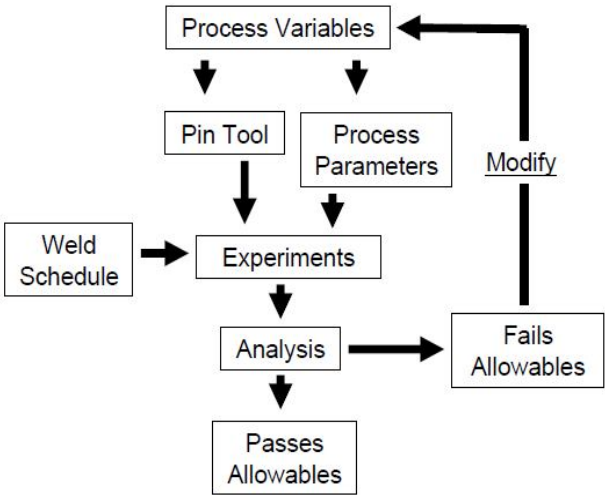 Process Variables
Pin Tool
Process
Parameters
Modify
Weld
Schedule
Experiments
Analysis
Fails
Allowables
Passes
Allowables